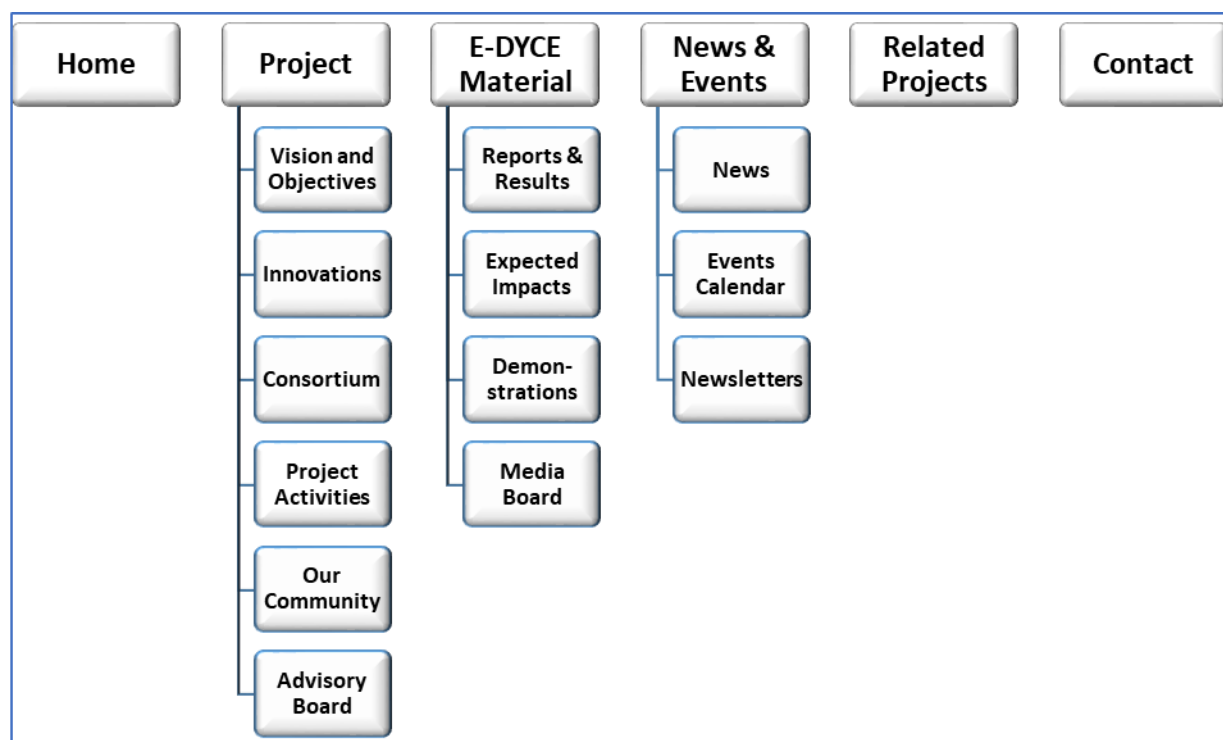 Home
Project
E-DYCE
Material
News &
Events
Related
Projects
Contact
Vision and
Objectives
Innovations
Consortium
Project
Activities
Our
Community
Advisory
Board
Reports &
Results
Expected
Impacts
Demon-
strations
Media
Board
News
Events
Calendar
Newsletters